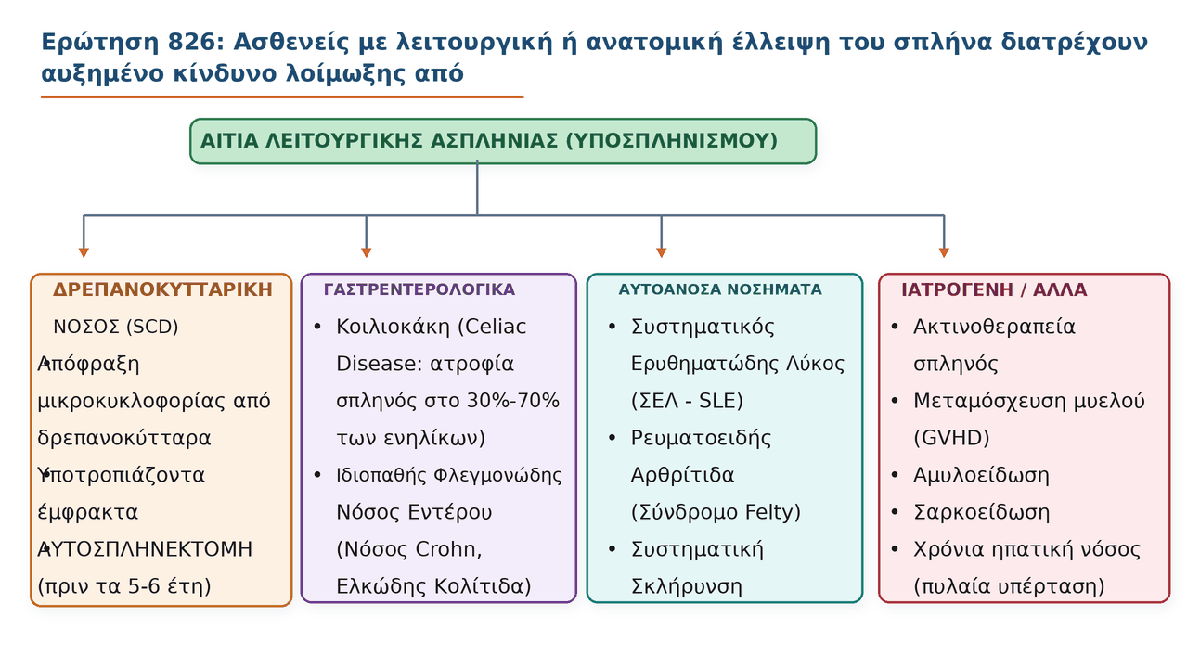 Ερώτηση 826: Ασθενείς με λειτουργική ή ανατομική έλλειψη του σπλήνα διατρέχουν
αυξημένο κίνδυνο λοίμωξης από
ΑΙΤΙΑ ΛΕΙΤΟΥΡΓΙΚΗΣ ΑΣΠΛΗΝΙΑΣ (ΥΠΟΣΠΛΗΝΙΣΜΟΥ)
ΔΡΕΠΑΝΟΚΥΤΤΑΡΙΚΗ
ΝΟΣΟΣ (SCD)
• Απόφραξη
μικροκυκλοφορίας από
δρεπανοκύτταρα
• Υποτροπιάζοντα
έμφρακτα
• ΑΥΤΟΣΠΛΗΝΕΚΤΟΜΗ
(πριν τα 5-6 έτη)
ΓΑΣΤΡΕΝΤΕΡΟΛΟΓΙΚΑ
• Κοιλιοκάκη (Celiac
Disease: ατροφία
σπληνός στο 30%-70%
των ενηλίκων)
• Ιδιοπαθής Φλεγμονώδης
Νόσος Εντέρου
(Νόσος Crohn,
Ελκώδης Κολίτιδα)
ΑΥΤΟΑΝΟΣΑ ΝΟΣΗΜΑΤΑ
• Συστηματικός
Ερυθηματώδης Λύκος
(ΣΕΛ - SLE)
• Ρευματοειδής
Αρθρίτιδα
(Σύνδρομο Felty)
• Συστηματική
Σκλήρυνση
ΙΑΤΡΟΓΕΝΗ / ΑΛΛΑ
• Ακτινοθεραπεία
σπληνός
• Μεταμόσχευση μυελού
(GVHD)
• Αμυλοείδωση
• Σαρκοείδωση
• Χρόνια ηπατική νόσος
(πυλαία υπέρταση)